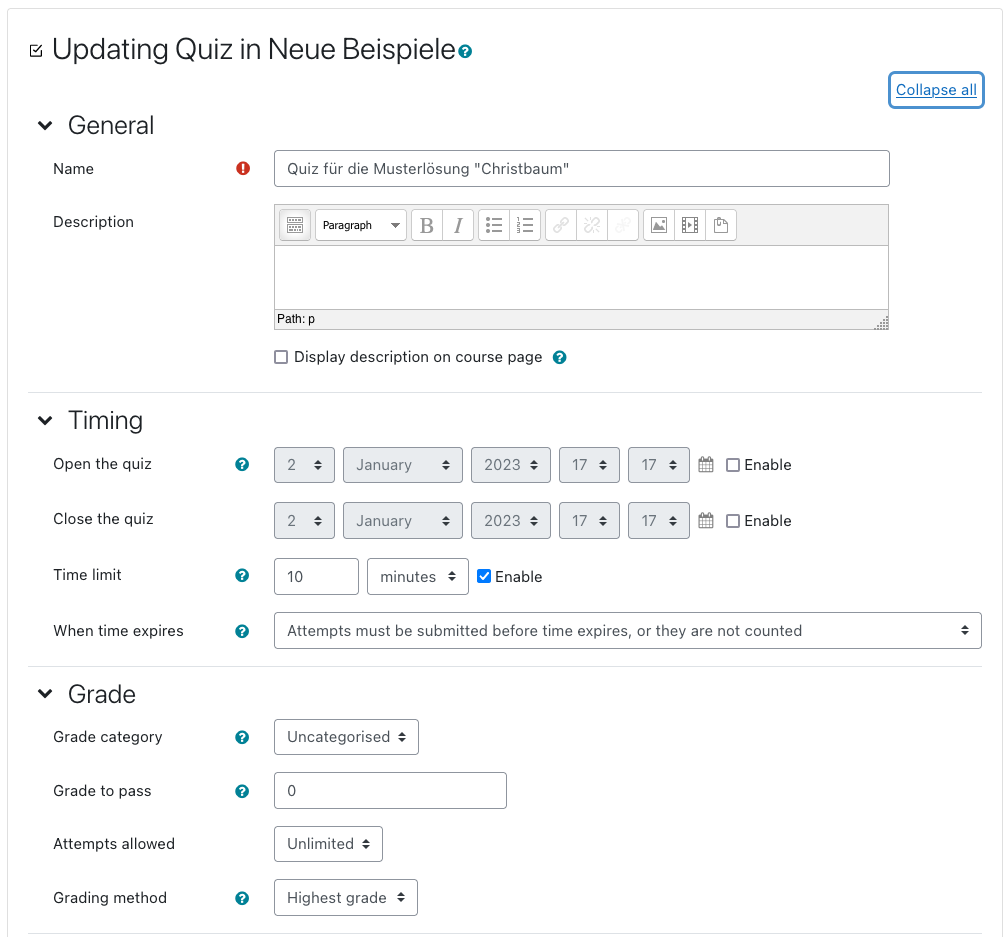 Updating Quiz in Neue Beispiele
Collapse all
General
Name Quiz für die Musterlösung "Christbaum"
Description Paragraph B I
Path: p
Display description on course page
Timing
Open the quiz 2 January 2023 17 17 Enable
Close the quiz 2 January 2023 17 17 Enable
Time limit 10 minutes Enable
When time expires Attempts must be submitted before time expires, or they are not counted
Grade
Grade category Uncategorised
Grade to pass 0
Attempts allowed Unlimited
Grading method Highest grade